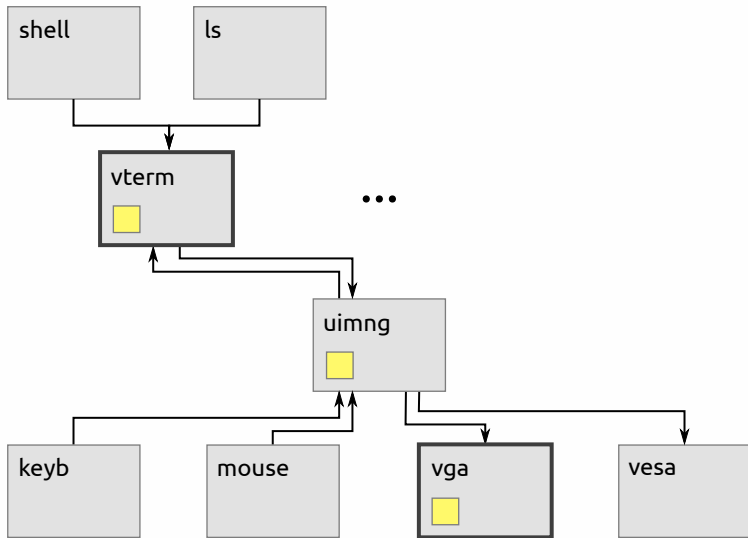 shell
ls
vterm
...
uimng
keyb
mouse
vga
vesa